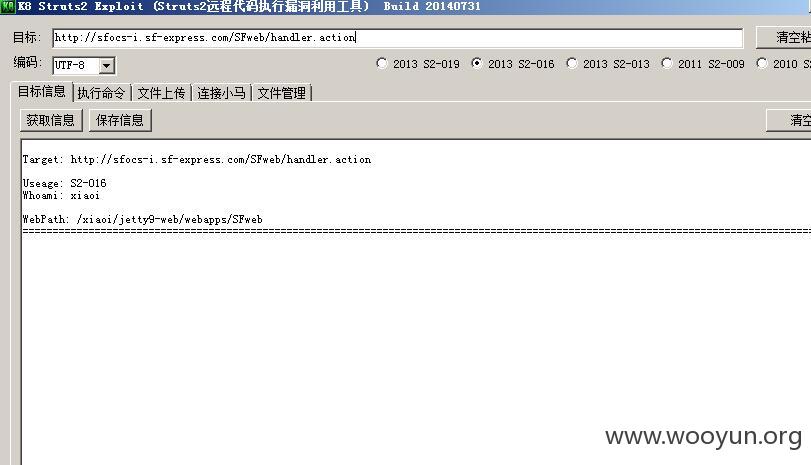 K8 Struts2 Exploit (Struts2远程代码执行漏洞利用工具) Build 20140731
目标: http://sfocs-i.sf-express.com/SFweb/handler.action 清空
编码: UTF-8 2013 S2-019 2013 S2-016 2013 S2-013 2011 S2-009 2010
目标信息 执行命令 文件上传 连接小马 文件管理
获取信息 保存信息 清空
Target: http://sfocs-i.sf-express.com/SFweb/handler.action
Useage: S2-016
Whoami: xiaoi
WebPath: /xiaoi/jetty9-web/webapps/SFweb
================================================================
www.wooyun.org